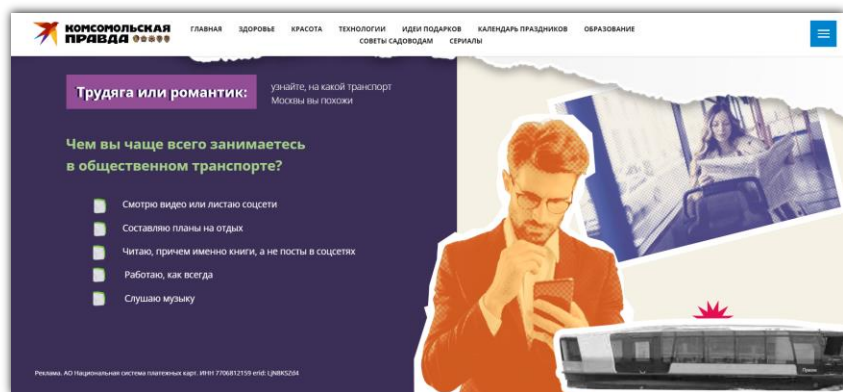 КОМСОМОЛЬСКАЯ
ПРАВДА
ГЛАВНАЯ ЗДОРОВЬЕ КРАСОТА ТЕХНОЛОГИИ ИДЕИ ПОДАРКОВ КАЛЕНДАРЬ ПРАЗДНИКОВ ОБРАЗОВАНИЕ
СОВЕТЫ САДОВОДАМ СЕРИАЛЫ
Трудяга или романтик:
узнайте, на какой транспорт
Москвы вы похожи
Чем вы чаще всего занимаетесь
в общественном транспорте?
Смотрю видео или листаю соцсети
Составляю планы на отдых
Читаю, причем именно книги, а не посты в соцсетях
Работаю, как всегда
Слушаю музыку
Реклама. АО Национальная система платежных карт. ИНН 7706812159 erid: